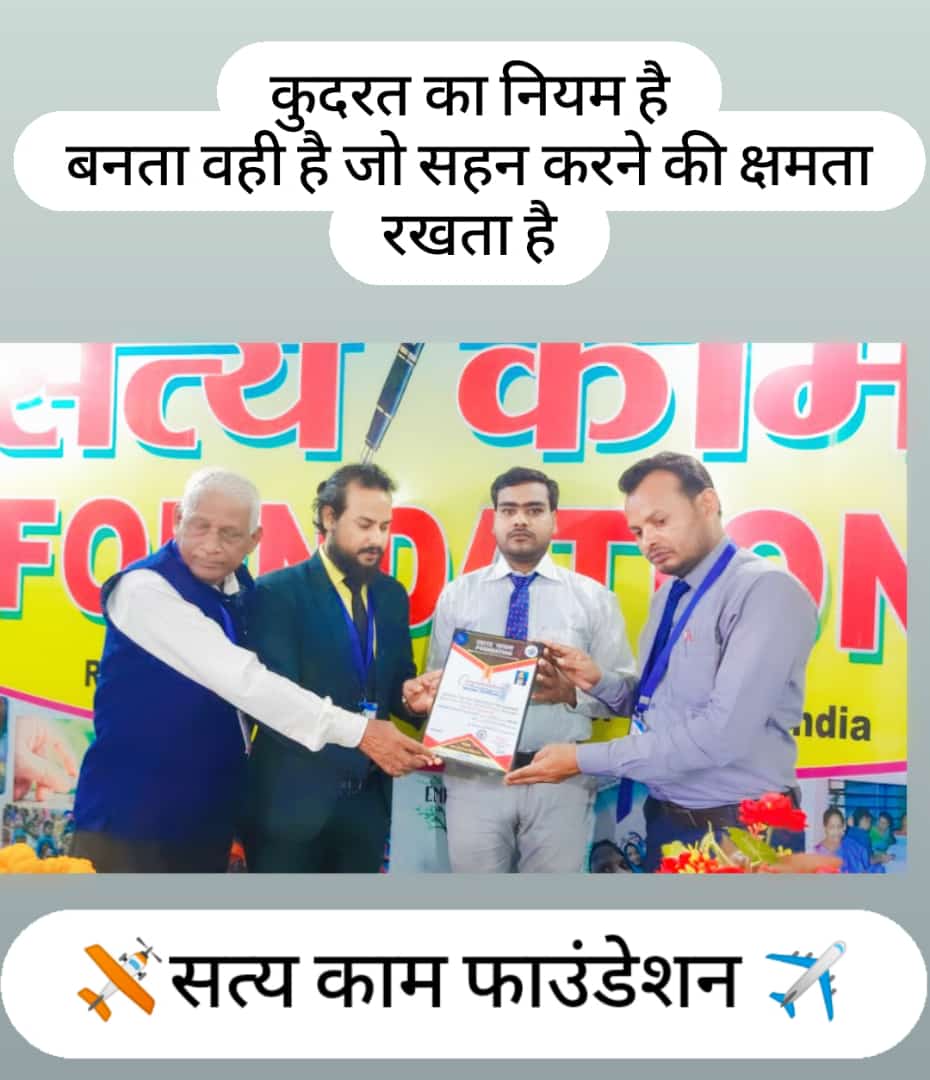 कुदरत का नियम है
बनता वही है जो सहन करने की क्षमता
रखता है
सत्य काम
FOUNDATION
ndia
सत्य काम फाउंडेशन